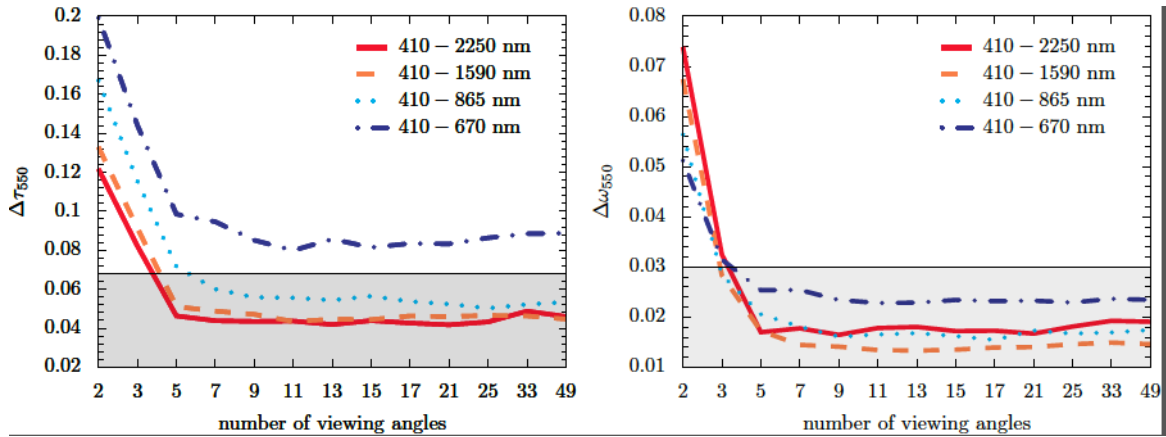 0.2
0.18
0.16
0.14
0.12
0.1
0.08
0.06
0.04
0.02
Δτ550
410 – 2250 nm
410 – 1590 nm
410 – 865 nm
410 – 670 nm
2 3 5 7 9 11 13 15 17 21 25 33 49
number of viewing angles
0.08
0.07
0.06
0.05
0.04
0.03
0.02
0.01
Δω550
410 – 2250 nm
410 – 1590 nm
410 – 865 nm
410 – 670 nm
2 3 5 7 9 11 13 15 17 21 25 33 49
number of viewing angles